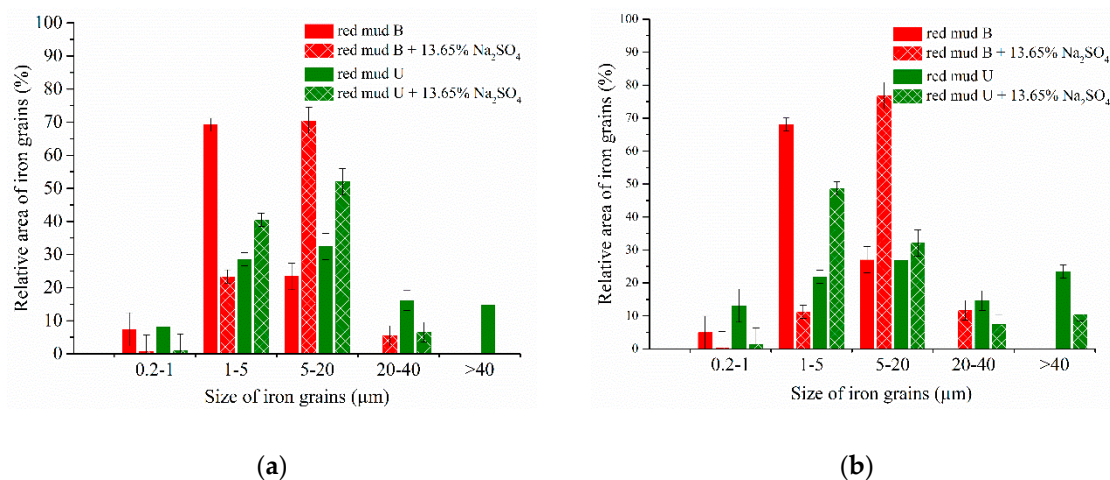 100
90
80
70
60
50
40
30
20
10
0
Relative area of iron grains (%)
red mud B
red mud B + 13.65% Na₂SO₄
red mud U
red mud U + 13.65% Na₂SO₄
0.2-1 1-5 5-20 20-40 >40
Size of iron grains (µm)
(a)
100
90
80
70
60
50
40
30
20
10
0
Relative area of iron grains (%)
red mud B
red mud B + 13.65% Na₂SO₄
red mud U
red mud U + 13.65% Na₂SO₄
0.2-1 1-5 5-20 20-40 >40
Size of iron grains (µm)
(b)